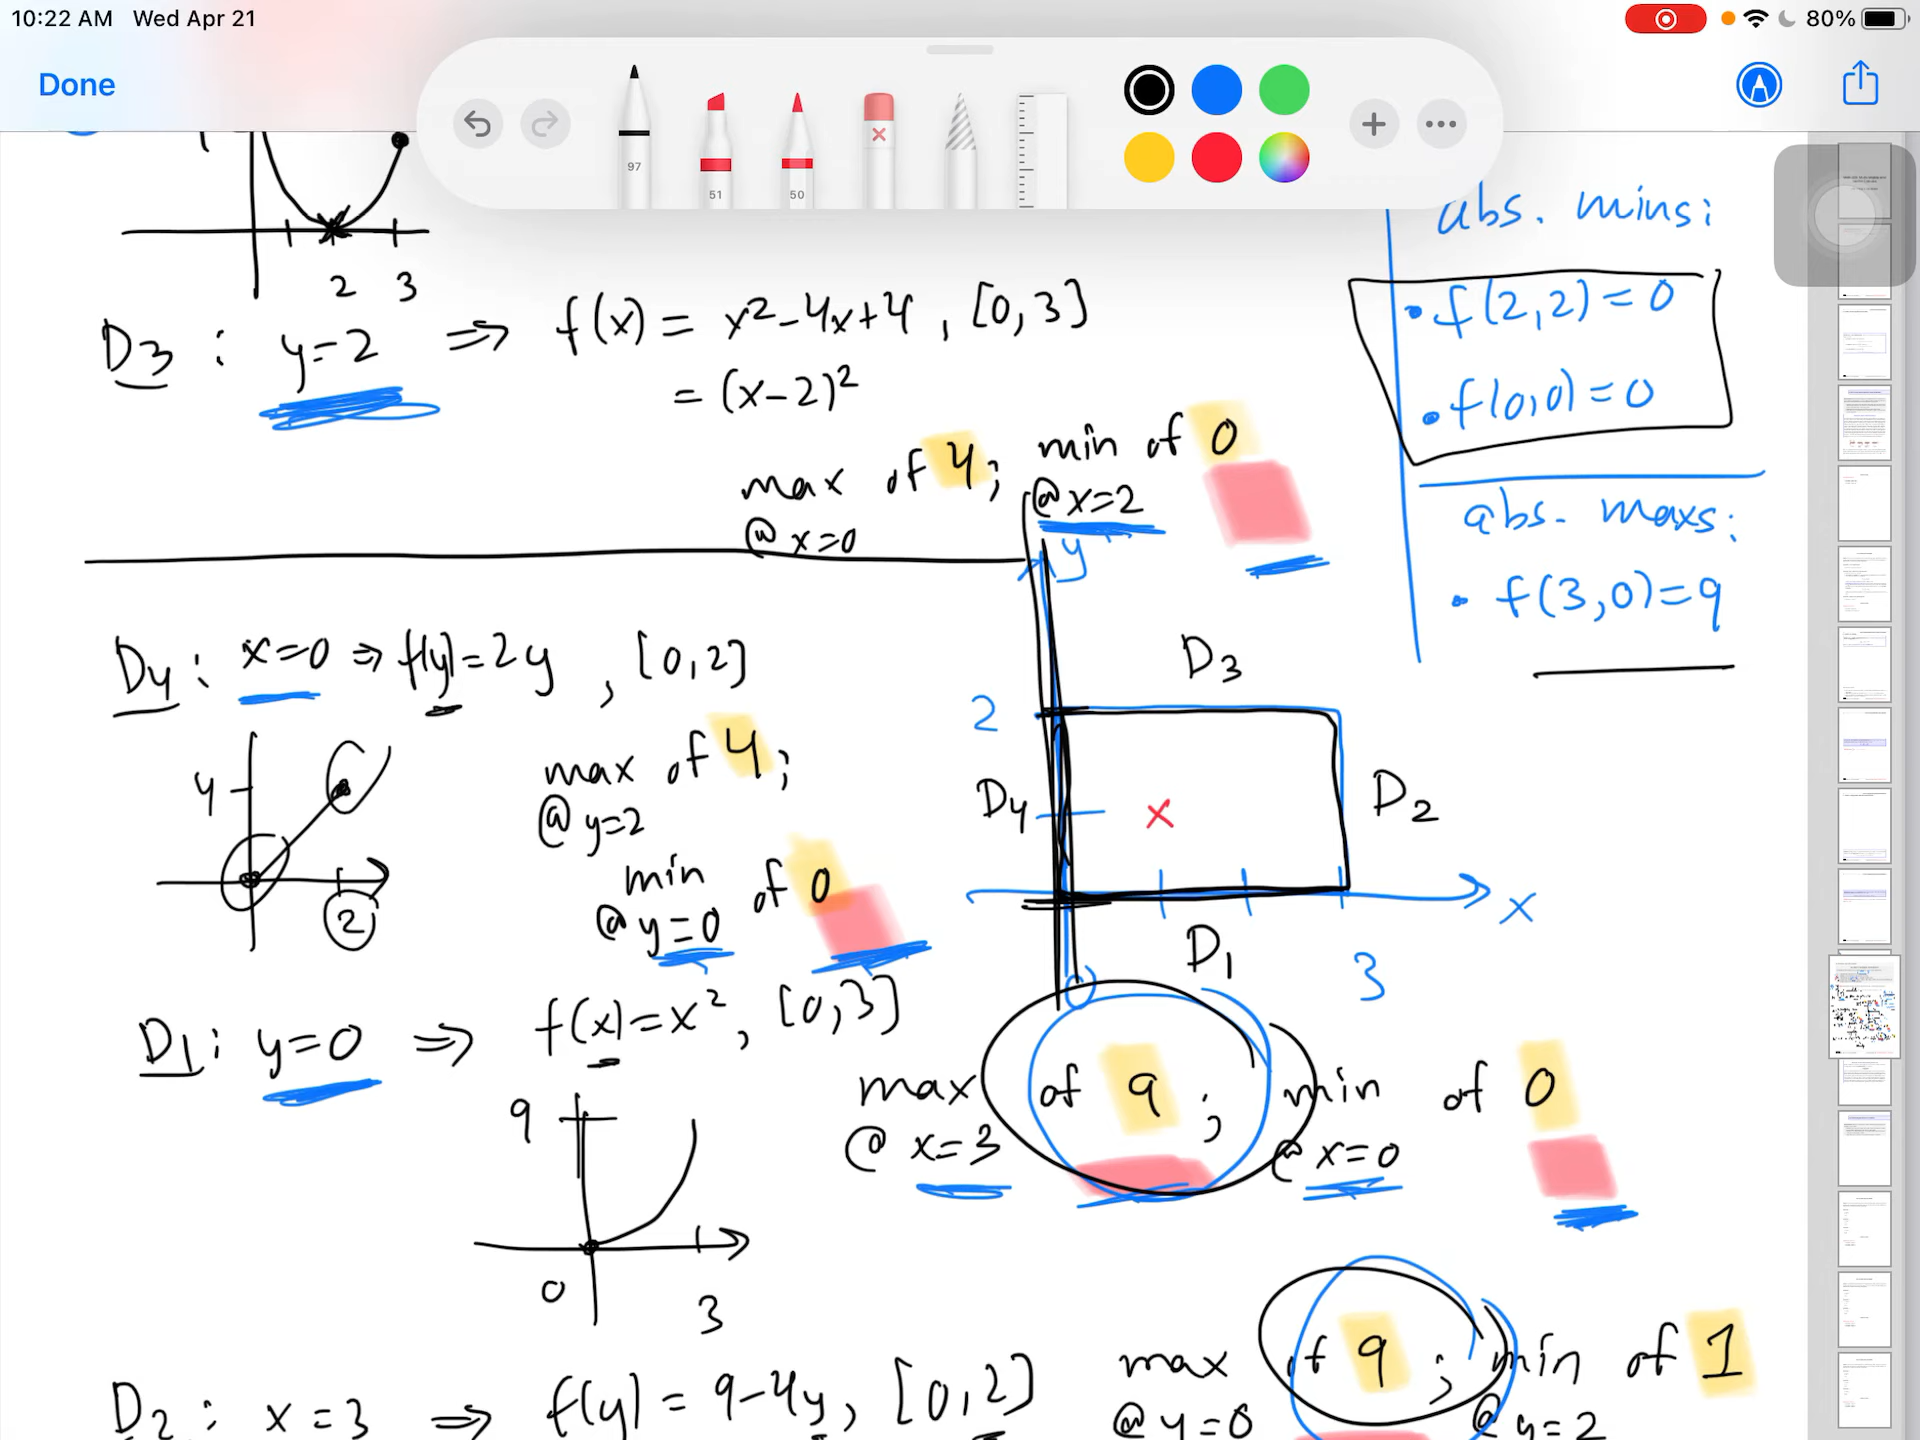 10:22 AM Wed Apr 21
80%
Done
97
51
50
2 3
D3 : y=2 ⇒ f(x) = x²-4x+4 , [0,3]
= (x-2)²
max of 4; min of 0
@ x=0 @ x=2
abs. mins:
• f(2,2) = 0
• f(0,0) = 0
abs. maxs:
• f(3,0) = 9
D4 : x=0 ⇒ f(y)=2y , [0,2]
4
2
max of 4;
@ y=2
min of 0
@ y=0
y
D3
2
D4
x
D2
x
D1
3
D1: y=0 ⇒ f(x)=x², [0,3]
9
0
3
max of 9 ; min of 0
@ x=3 @ x=0
D2 : x=3 ⇒ f(y) = 9-4y, [0,2]
max of 9 ; min of 1
@ y=0 @ y=2